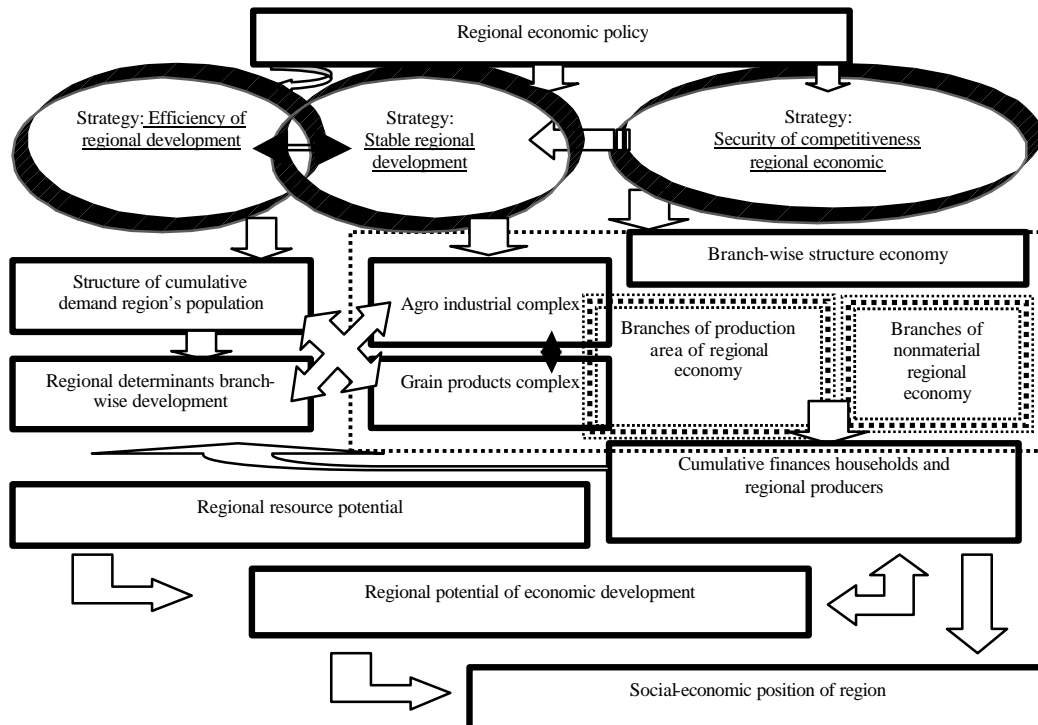 Regional economic policy
Strategy: Efficiency of
regional development
Strategy:
Stable regional
development
Strategy:
Security of competitiveness
regional economic
Branch-wise structure economy
Structure of cumulative
demand region's population
Agro industrial complex
Branches of production
area of regional
economy
Branches of
nonmaterial
regional
economy
Regional determinants branch-
wise development
Grain products complex
Cumulative finances households and
regional producers
Regional resource potential
Regional potential of economic development
Social-economic position of region